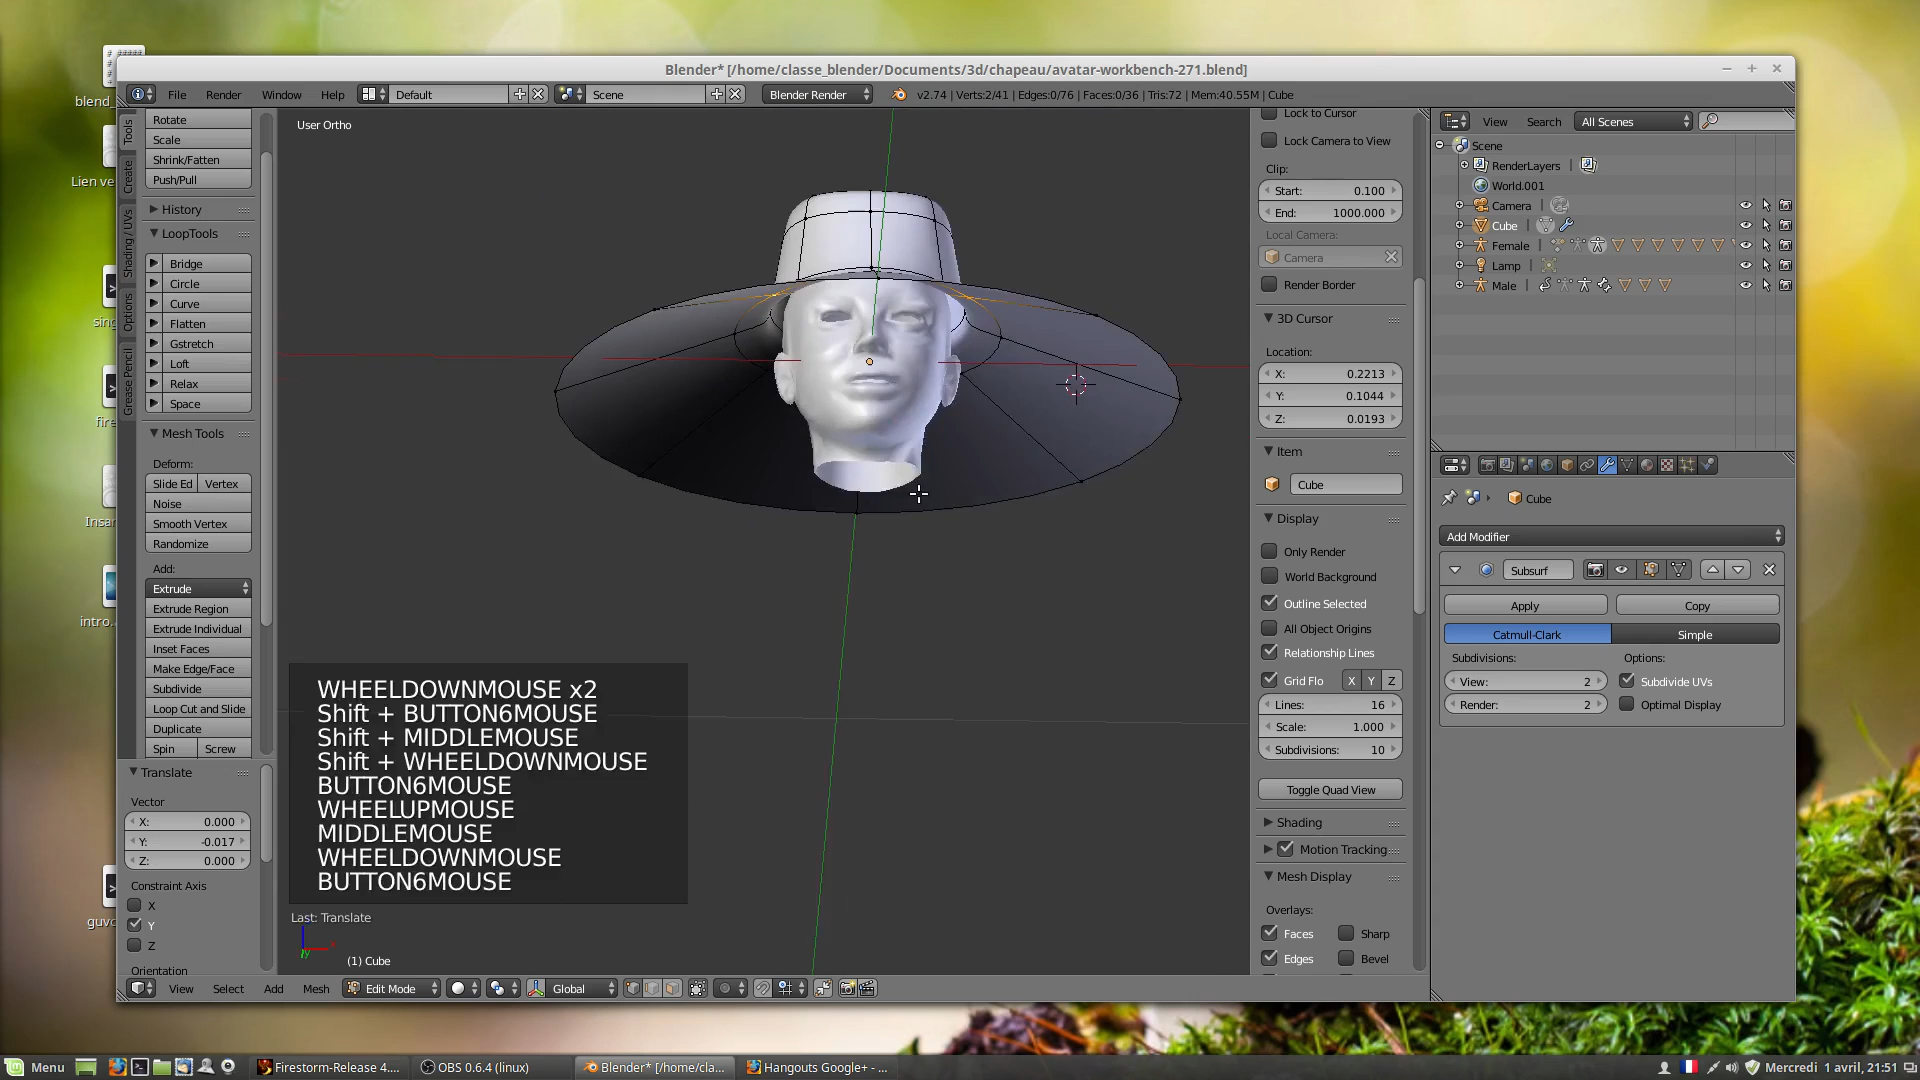 Blender* [/home/classe_blender/Documents/3d/chapeau/avatar-workbench-271.blend]
File
Render
Window
Help
Default
Scene
Blender Render
v2.74 | Verts:2/41 | Edges:0/76 | Faces:0/36 | Tris:72 | Mem:40.55M | Cube
Tools
Create
Shading / UVs
Options
Grease Pencil
Rotate
Scale
Shrink/Fatten
Push/Pull
History
LoopTools
Bridge
Circle
Curve
Flatten
Gstretch
Loft
Relax
Space
Mesh Tools
Deform:
Slide Ed
Vertex
Noise
Smooth Vertex
Randomize
Add:
Extrude
Extrude Region
Extrude Individual
Inset Faces
Make Edge/Face
Subdivide
Loop Cut and Slide
Duplicate
Spin
Screw
Translate
Vector
X: 0.000
Y: -0.017
Z: 0.000
Constraint Axis
X
Y
Z
Orientation
User Ortho
WHEELDOWNMOUSE x2
Shift + BUTTON6MOUSE
Shift + MIDDLEMOUSE
Shift + WHEELDOWNMOUSE
BUTTON6MOUSE
WHEELUPMOUSE
MIDDLEMOUSE
WHEELDOWNMOUSE
BUTTON6MOUSE
Last: Translate
(1) Cube
View
Select
Add
Mesh
Edit Mode
Global
Lock to Cursor
Lock Camera to View
Clip:
Start: 0.100
End: 1000.000
Local Camera:
Camera
Render Border
3D Cursor
Location:
X: 0.2213
Y: 0.1044
Z: 0.0193
Item
Cube
Display
Only Render
World Background
Outline Selected
All Object Origins
Relationship Lines
Grid Flo X Y Z
Lines: 16
Scale: 1.000
Subdivisions: 10
Toggle Quad View
Shading
Motion Tracking
Mesh Display
Overlays:
Faces
Sharp
Edges
Bevel
View
Search
All Scenes
Scene
RenderLayers
World.001
Camera
Cube
Female
Lamp
Male
Cube
Add Modifier
Subsurf
Apply
Copy
Catmull-Clark
Simple
Subdivisions:
Options:
View: 2
Subdivide UVs
Render: 2
Optimal Display
Lien ve
intro.
Menu
Firestorm-Release 4....
OBS 0.6.4 (linux)
Blender* [/home/cla...
Hangouts Google+ - ...
Mercredi 1 avril, 21:51